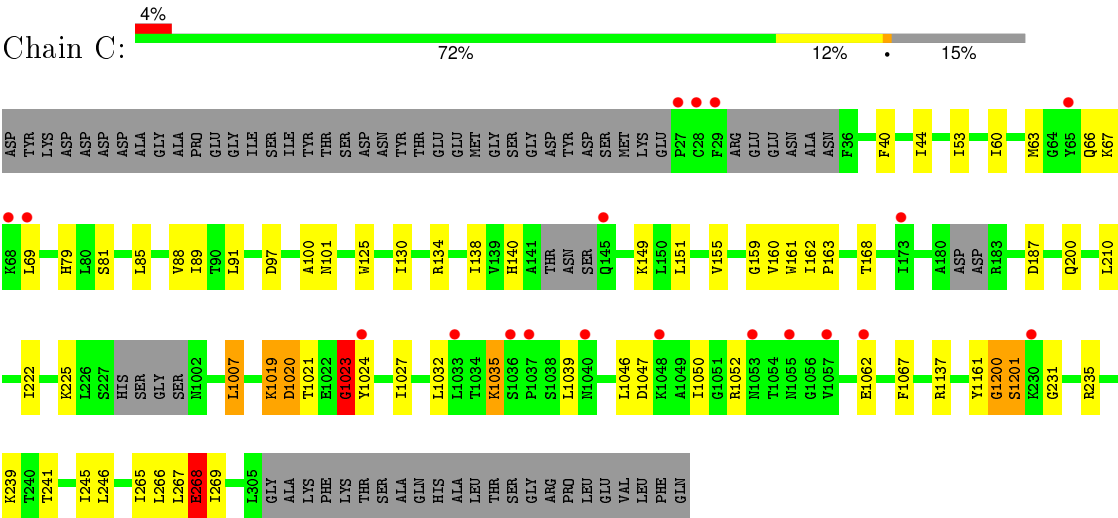 4%
Chain C:
72% 12% • 15%
ASP TYR LYS ASP ASP ASP ASP ALA GLY ALA PRO GLU GLY ILE SER ILE TYR THR SER ASP ASN TYR THR GLU GLU MET GLY SER GLY ASP TYR ASP SER MET LYS GLU P27 C28 F29 ARG GLU GLU ASN ALA ASN F36 F40 I44 I53 I60 M63 G64 Y65 Q66 K67
K68 L69 H79 L80 S81 L85 V88 I89 T90 L91 D97 A100 N101 W125 I130 R134 I138 V139 H140 A141 THR ASN SER Q145 K149 L150 L151 V155 G159 V160 W161 I162 P163 T168 I173 A180 ASP ASP R183 D187 Q200 L210
I222 K225 L226 S227 HIS SER GLY SER N1002 L1007 K1019 D1020 T1021 E1022 G1023 Y1024 I1027 L1032 L1033 T1034 K1035 S1036 P1037 S1038 L1039 N1040 L1046 D1047 K1048 A1049 I1050 G1051 R1052 N1053 T1054 N1055 G1056 V1057 E1062 F1067 R1137 Y1161 G1200 S1201 K230 G231 R235
K239 T240 T241 I245 L246 I265 L266 L267 E268 I269 L305 GLY ALA LYS PHE LYS THR SER ALA GLN HIS ALA LEU THR SER GLY ARG PRO LEU GLU VAL LEU PHE GLN